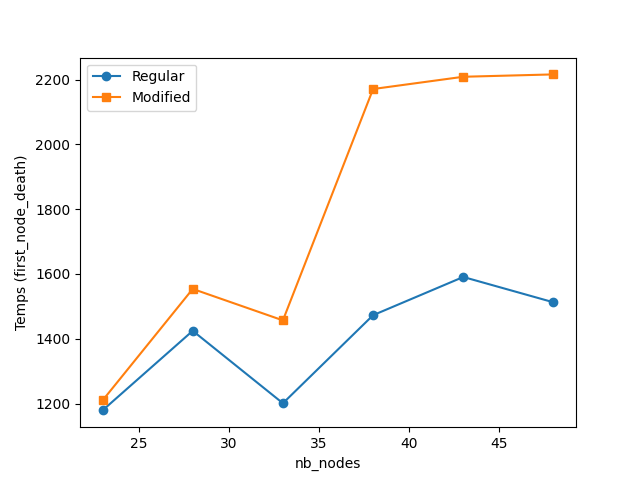 Regular
Modified
Temps (first_node_death)
2200
2000
1800
1600
1400
1200
25
30
35
40
45
nb_nodes